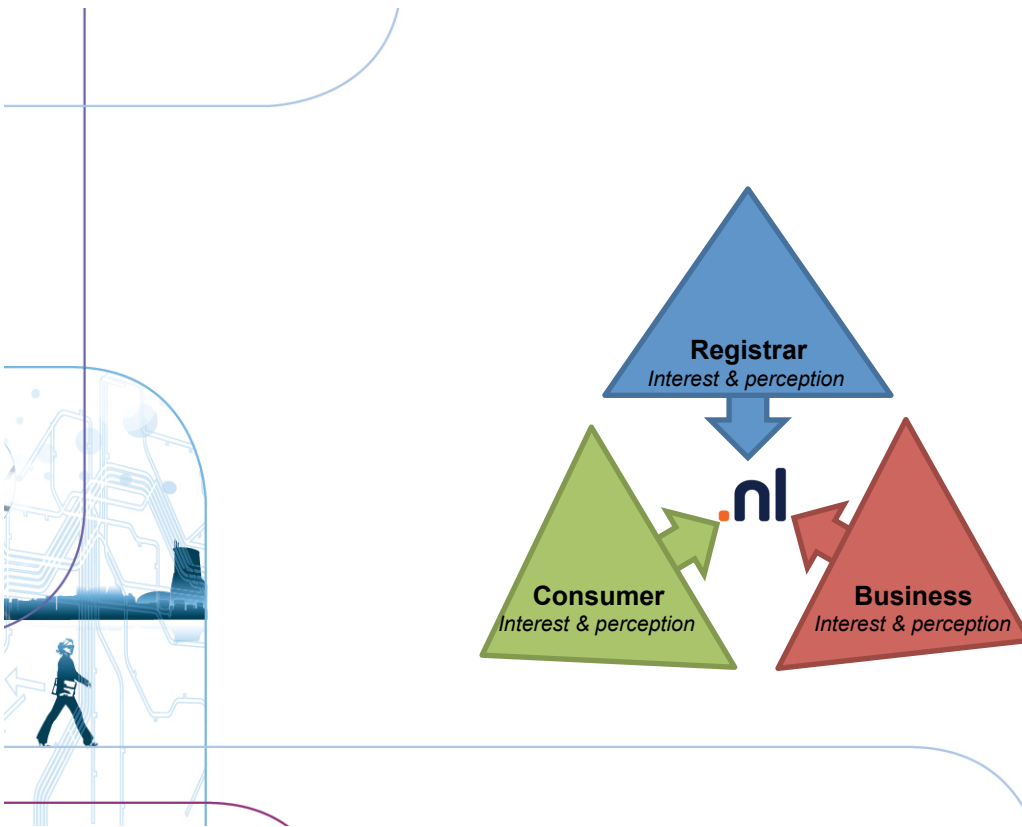 Registrar
Interest & perception
.nl
Consumer
Interest & perception
Business
Interest & perception